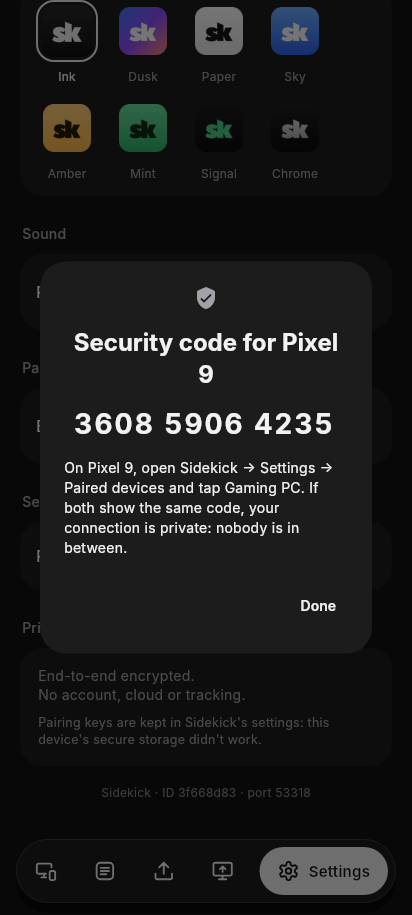 sk sk sk sk
Ink Dusk Paper Sky
sk sk sk sk
Amber Mint Signal Chrome
Sound
Security code for Pixel
9
3608 5906 4235
On Pixel 9, open Sidekick → Settings →
Paired devices and tap Gaming PC. If
both show the same code, your
connection is private: nobody is in
between.
Done
End-to-end encrypted.
No account, cloud or tracking.
Pairing keys are kept in Sidekick's settings: this
device's secure storage didn't work.
Sidekick · ID 3f668d83 · port 53318
Settings